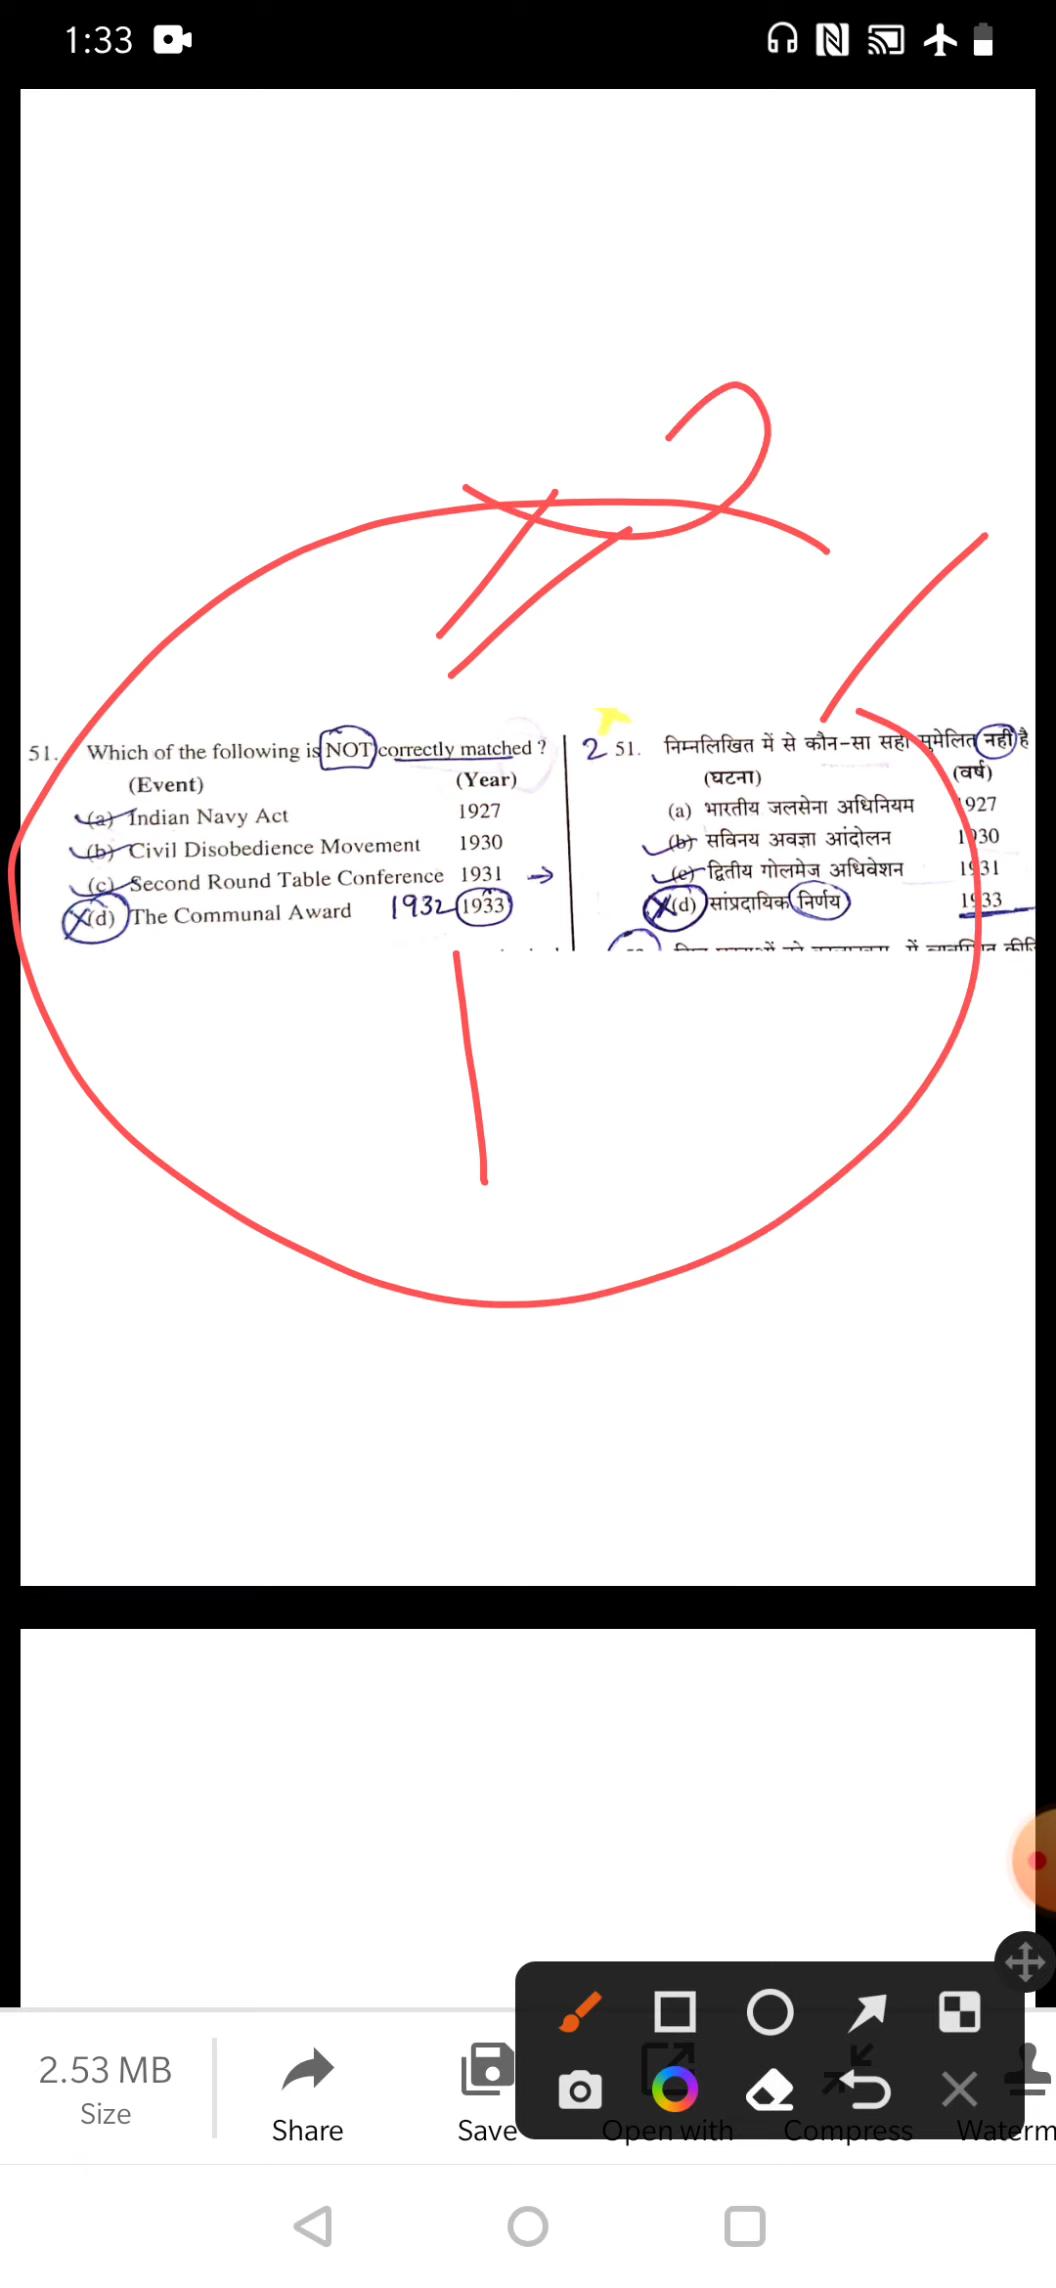 1:33
51. Which of the following is NOT correctly matched ?
(Event) (Year)
(a) Indian Navy Act 1927
(b) Civil Disobedience Movement 1930
(c) Second Round Table Conference 1931 →
(d) The Communal Award 1932 1933
2 51. निम्नलिखित में से कौन-सा सही सुमेलित नहीं है
(घटना) (वर्ष)
(a) भारतीय जलसेना अधिनियम 1927
(b) सविनय अवज्ञा आंदोलन 1930
(c) द्वितीय गोलमेज अधिवेशन 1931
(d) सांप्रदायिक निर्णय 1933
2.53 MB
Size
Share
Save
Open with
Compress
Waterm